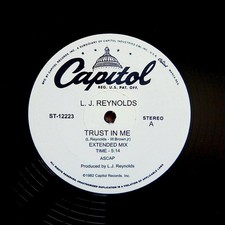 Capitol
REG. U.S. PAT. OFF.
L. J. REYNOLDS
ST-12223
STEREO
A
TRUST IN ME
(L. Reynolds - M.Brown,jr)
EXTENDED MIX
TIME - 5:14
ASCAP
Produced by L.J. Reynolds
©1982 Capitol Records, Inc.